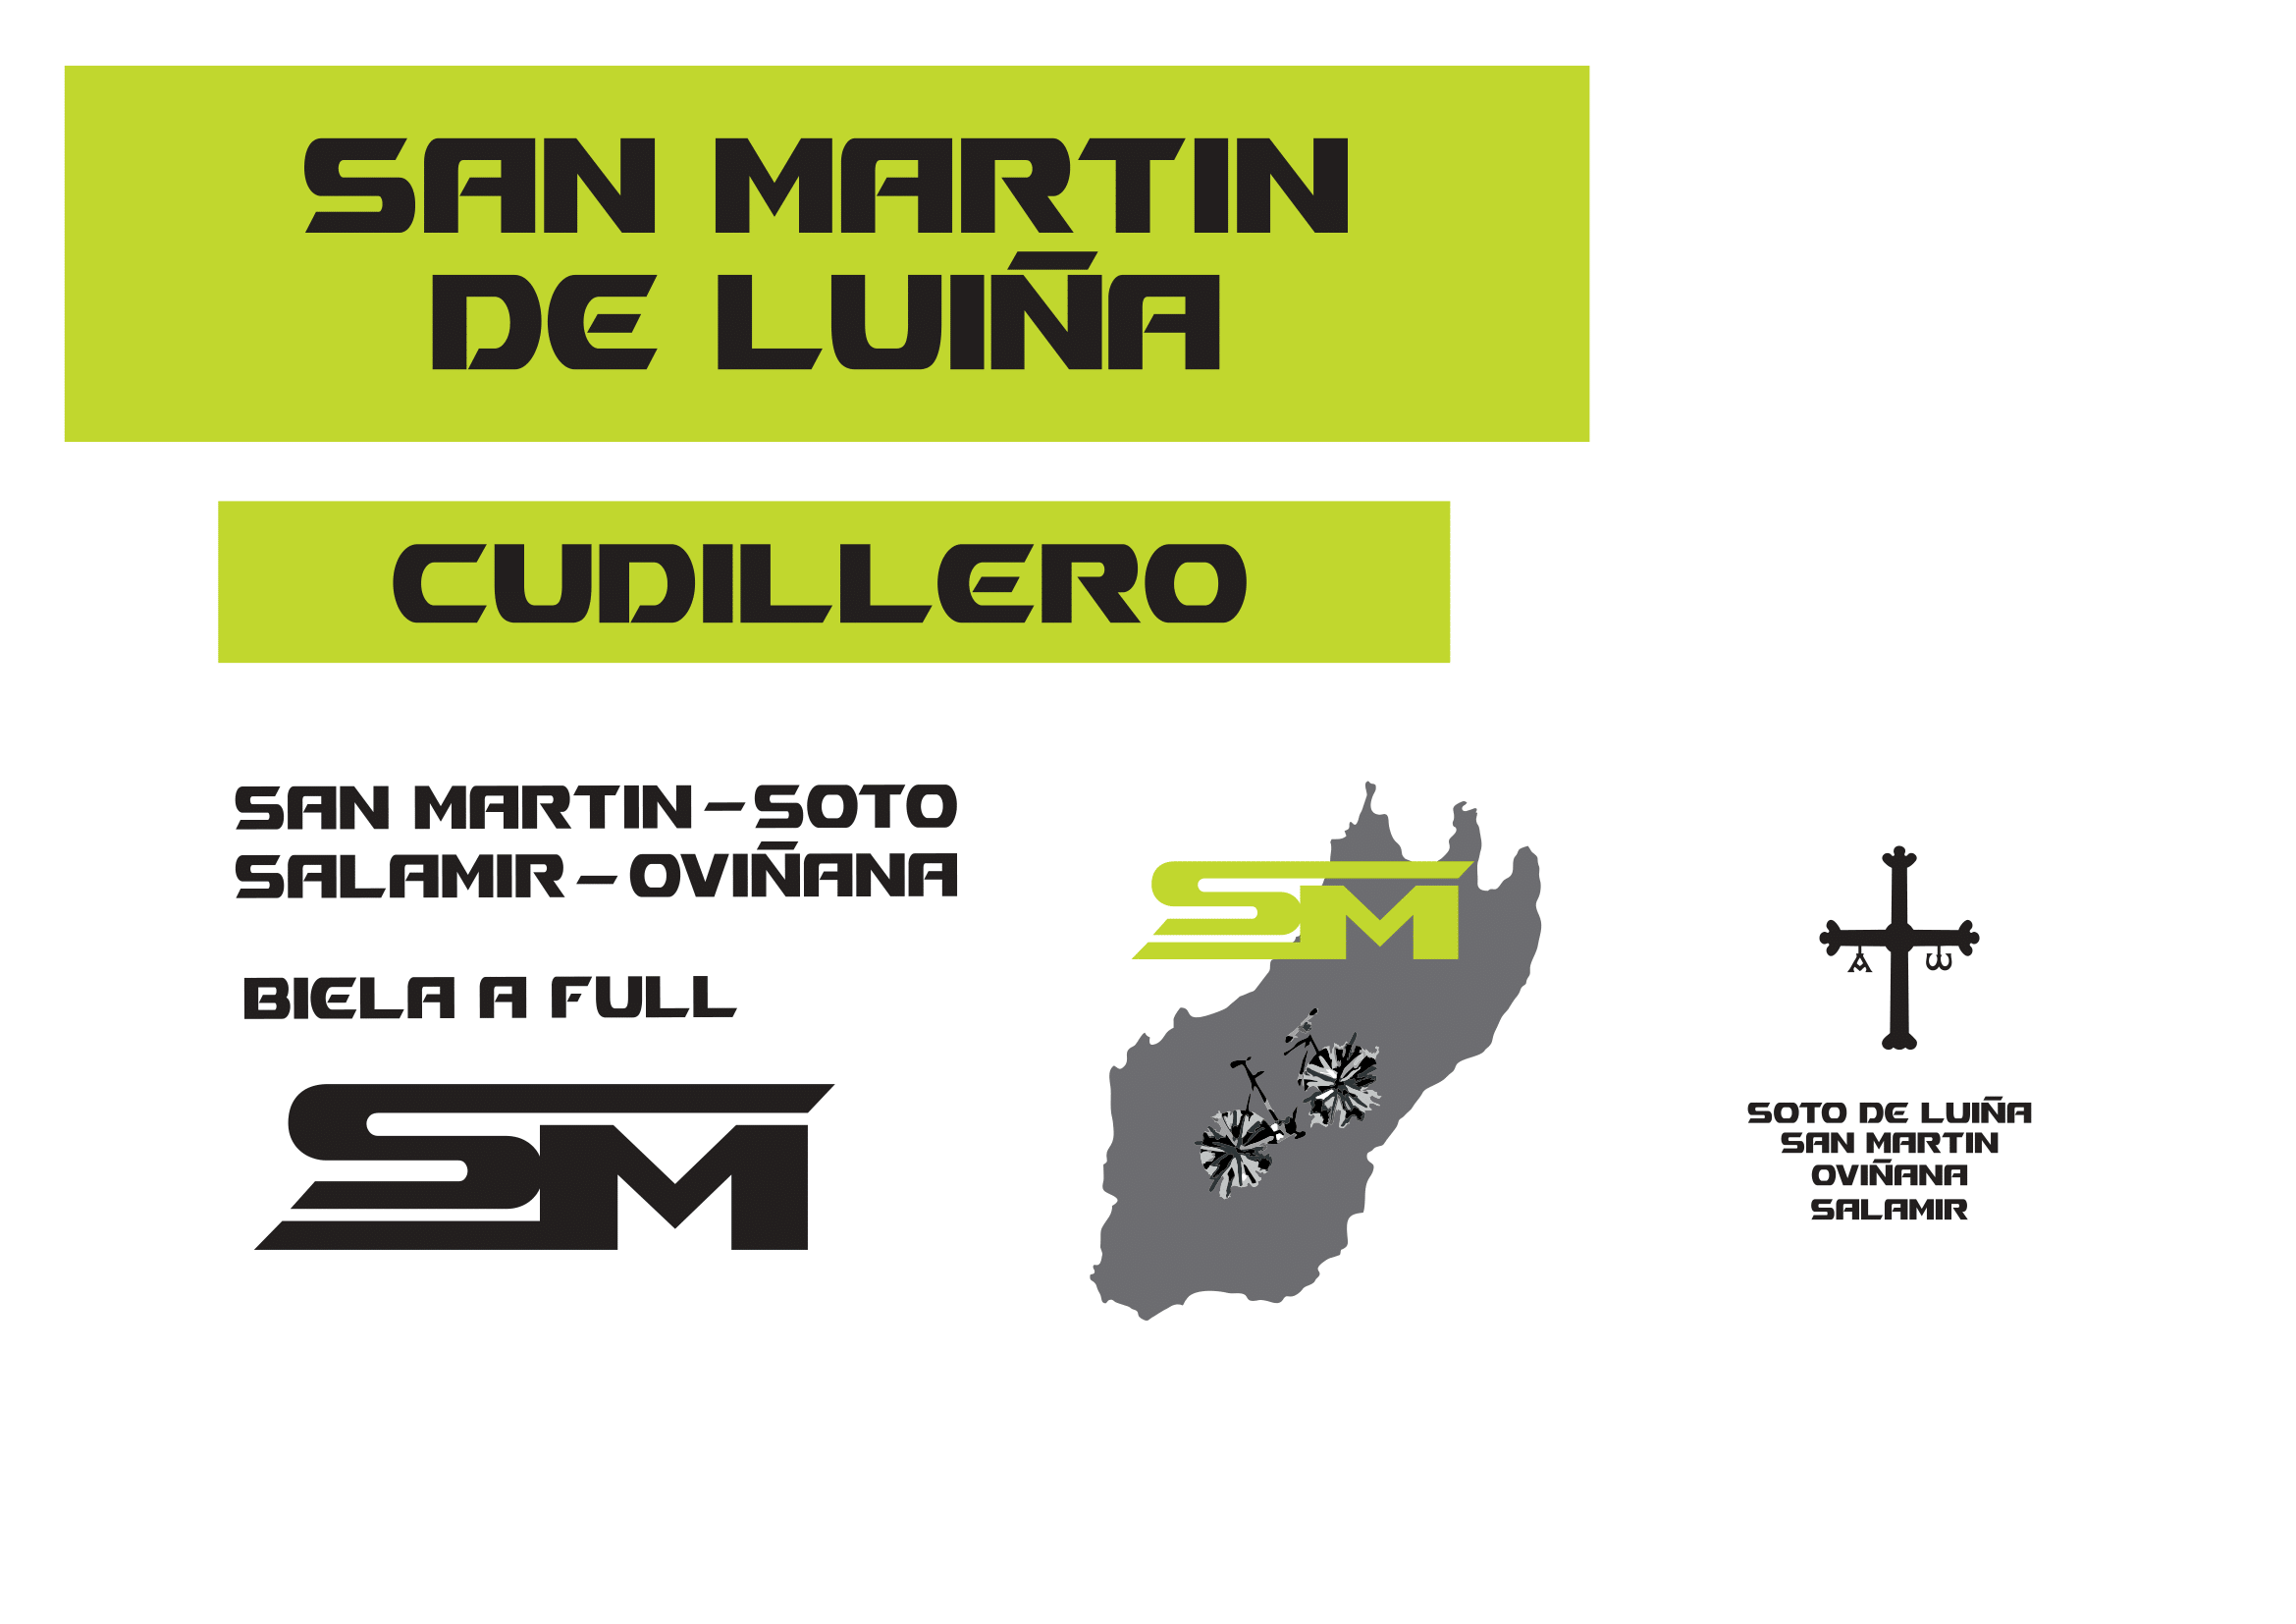 SAN MARTIN
DE LUIÑA
CUDILLERO
SAN MARTIN-SOTO
SALAMIR-OVIÑANA
BIELA A FULL
SM
SM
SOTO DE LUIÑA
SAN MARTIN
OVIÑANA
SALAMIR